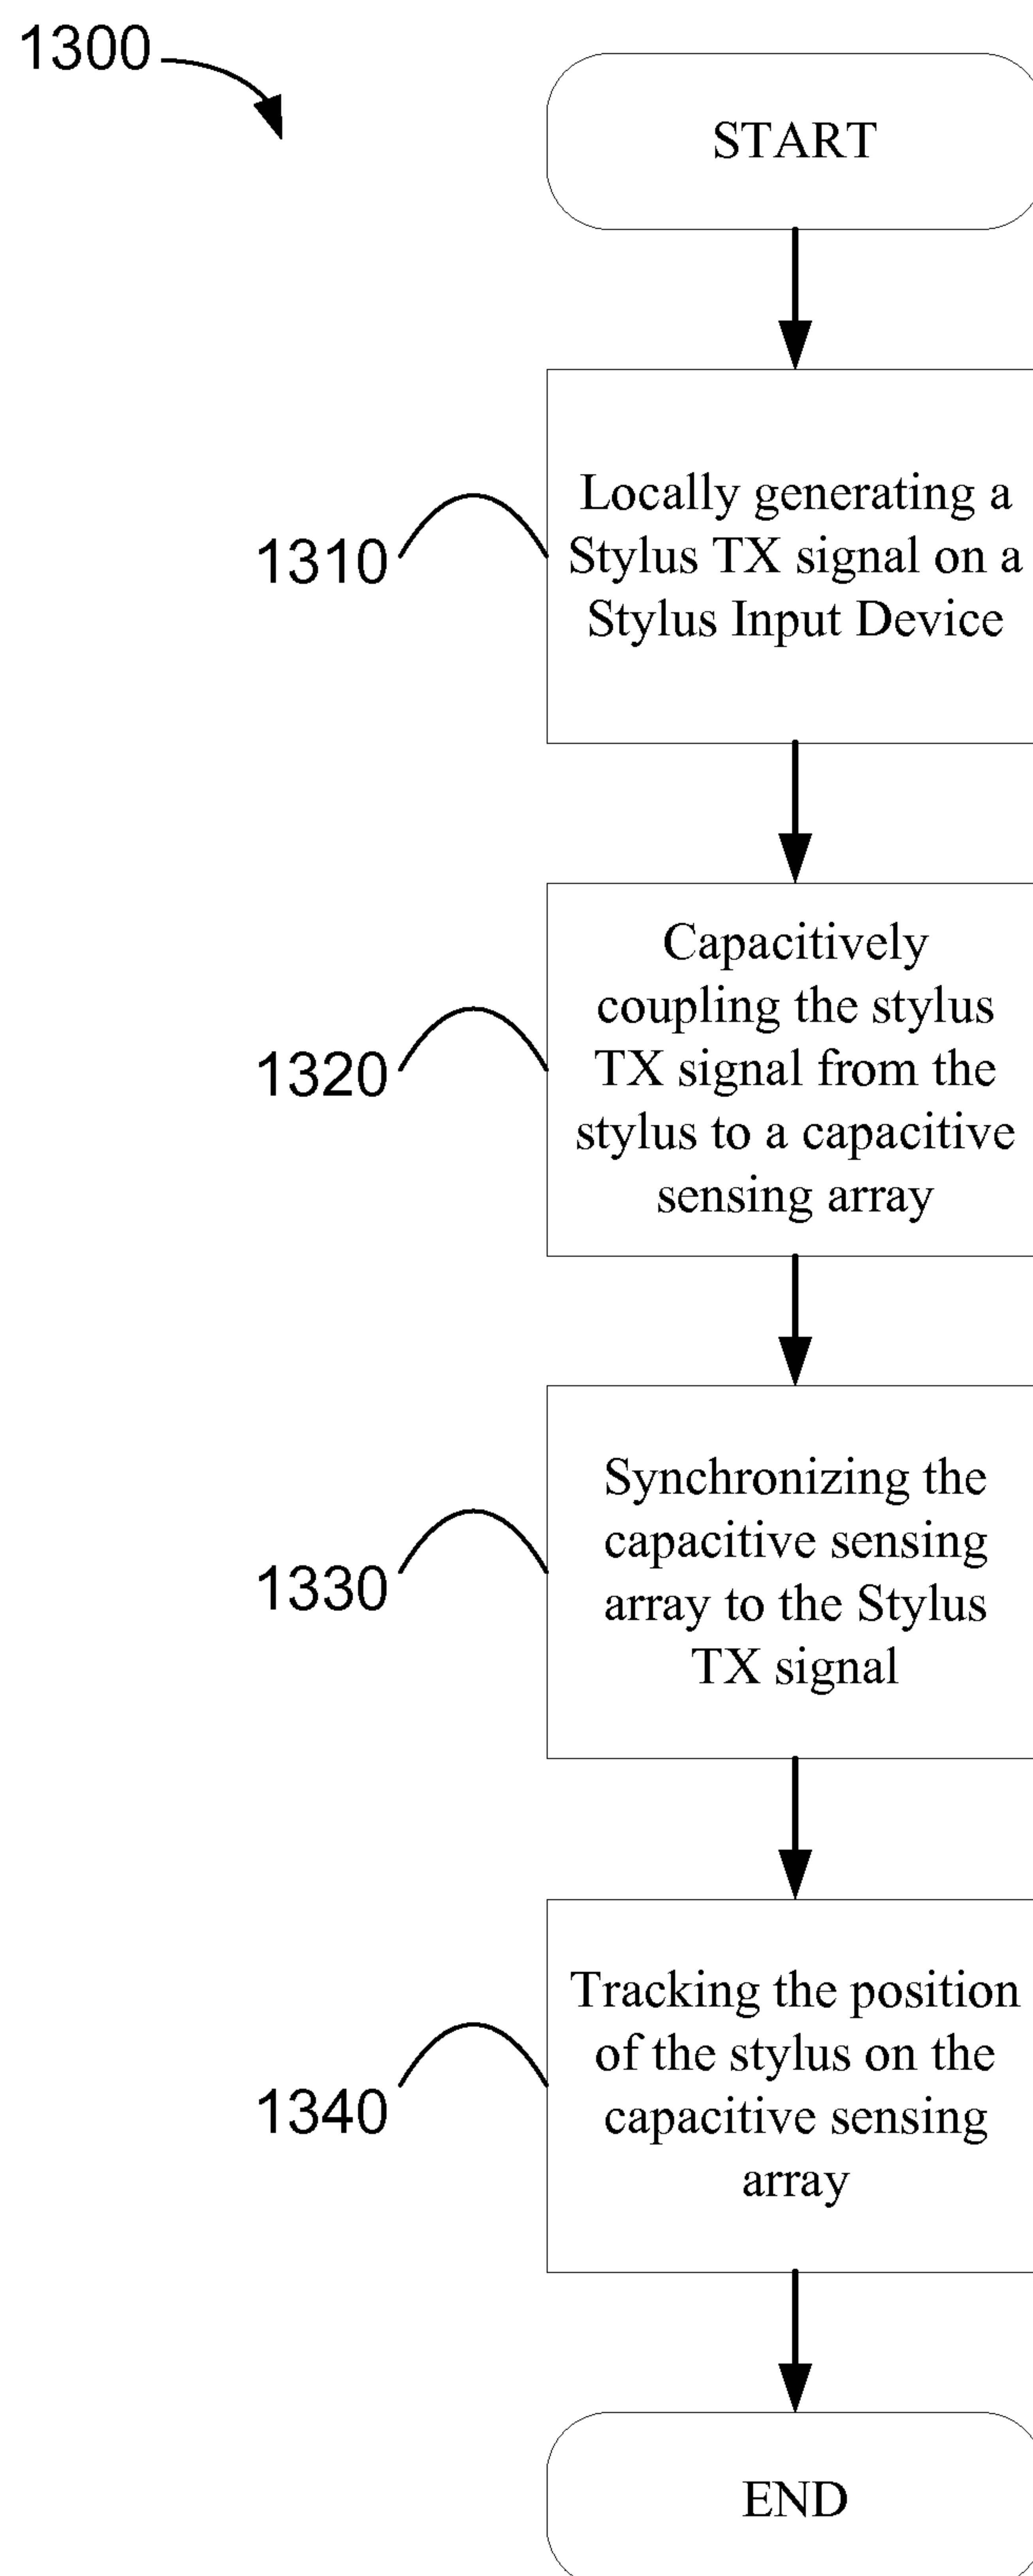 1300
START
1310
Locally generating a
Stylus TX signal on a
Stylus Input Device
1320
Capacitively
coupling the stylus
TX signal from the
stylus to a capacitive
sensing array
1330
Synchronizing the
capacitive sensing
array to the Stylus
TX signal
1340
Tracking the position
of the stylus on the
capacitive sensing
array
END